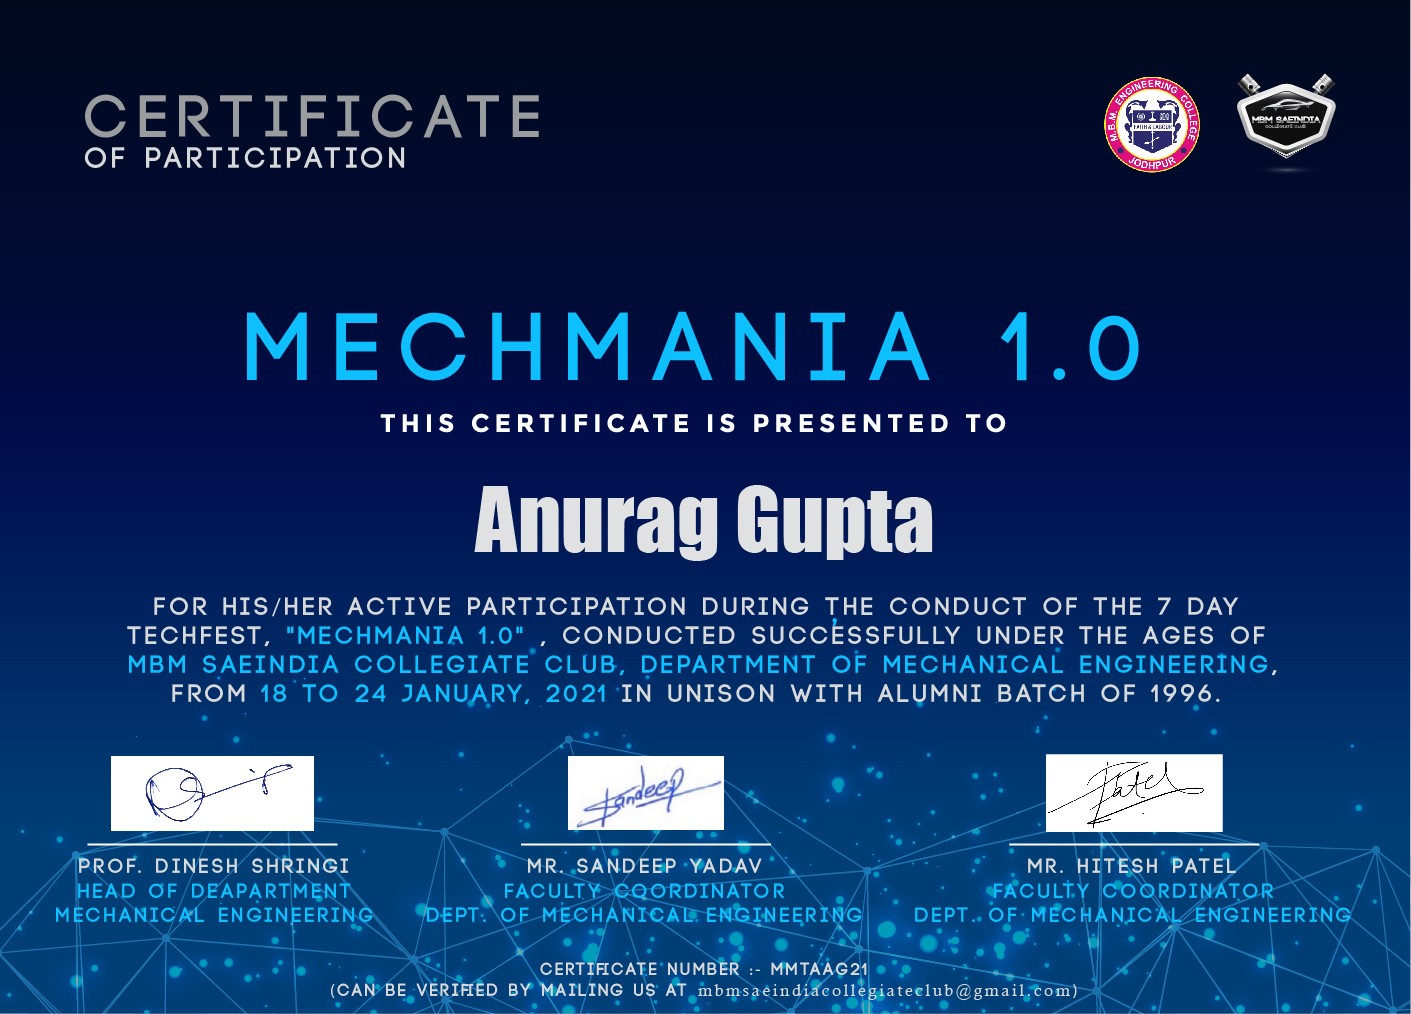 CERTIFICATE
OF PARTICIPATION
M.B.M. ENGINEERING COLLEGE
FAITH & LABOUR
JODHPUR
MBM SAEINDIA
COLLEGIATE CLUB
MECHMANIA 1.0
THIS CERTIFICATE IS PRESENTED TO
Anurag Gupta
FOR HIS/HER ACTIVE PARTICIPATION DURING THE CONDUCT OF THE 7 DAY
TECHFEST, "MECHMANIA 1.0" , CONDUCTED SUCCESSFULLY UNDER THE AGES OF
MBM SAEINDIA COLLEGIATE CLUB, DEPARTMENT OF MECHANICAL ENGINEERING,
FROM 18 TO 24 JANUARY, 2021 IN UNISON WITH ALUMNI BATCH OF 1996.
Sandeep
Patel
PROF. DINESH SHRINGI
HEAD OF DEAPARTMENT
MECHANICAL ENGINEERING
MR. SANDEEP YADAV
FACULTY COORDINATOR
DEPT. OF MECHANICAL ENGINEERING
MR. HITESH PATEL
FACULTY COORDINATOR
DEPT. OF MECHANICAL ENGINEERING
CERTIFICATE NUMBER :- MMTAAG21
(CAN BE VERIFIED BY MAILING US AT mbmsaeindiacollegiateclub@gmail.com)